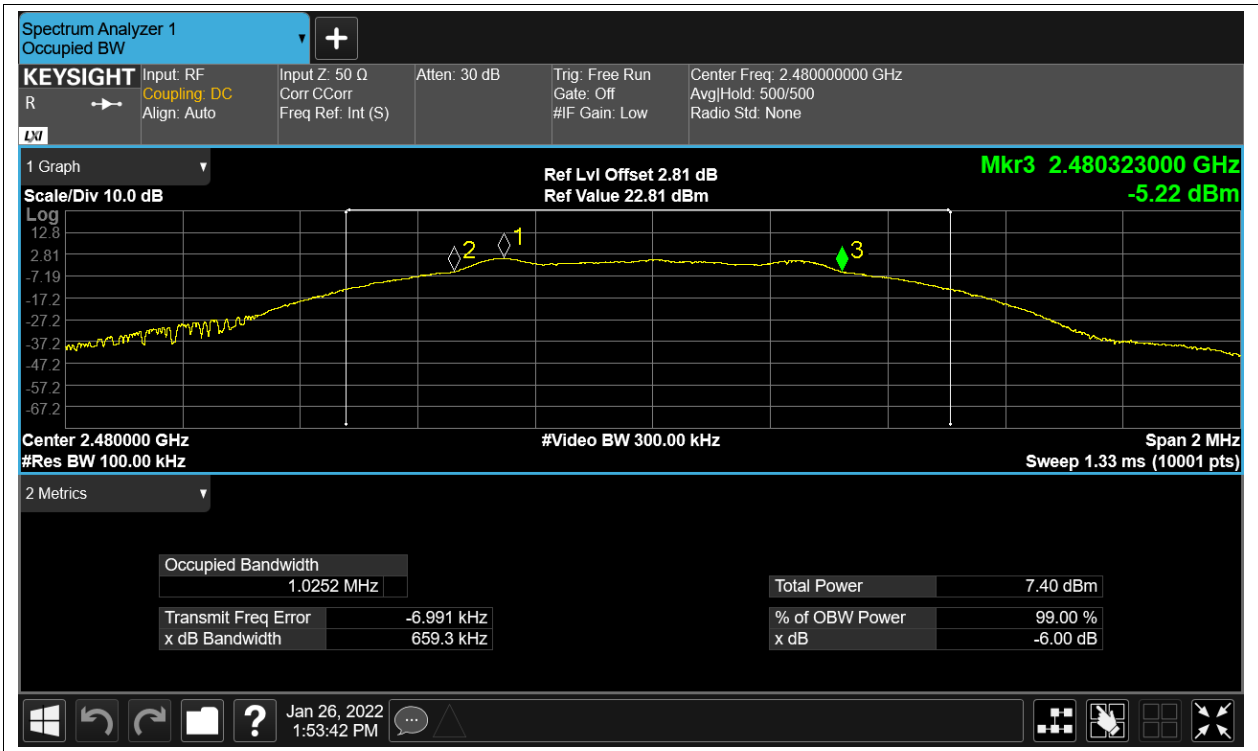 Spectrum Analyzer 1
Occupied BW
KEYSIGHT Input: RF Input Z: 50 Ω Atten: 30 dB Trig: Free Run Center Freq: 2.480000000 GHz
R Coupling: DC Corr CCorr Gate: Off Avg|Hold: 500/500
Align: Auto Freq Ref: Int (S) #IF Gain: Low Radio Std: None
LXI
1 Graph Ref Lvl Offset 2.81 dB Mkr3 2.480323000 GHz
Scale/Div 10.0 dB Ref Value 22.81 dBm -5.22 dBm
Log
12.8
2.81
-7.19
-17.2
-27.2
-37.2
-47.2
-57.2
-67.2
2
1
3
Center 2.480000 GHz #Video BW 300.00 kHz Span 2 MHz
#Res BW 100.00 kHz Sweep 1.33 ms (10001 pts)
2 Metrics
Occupied Bandwidth
1.0252 MHz Total Power 7.40 dBm
Transmit Freq Error -6.991 kHz % of OBW Power 99.00 %
x dB Bandwidth 659.3 kHz x dB -6.00 dB
? Jan 26, 2022
1:53:42 PM